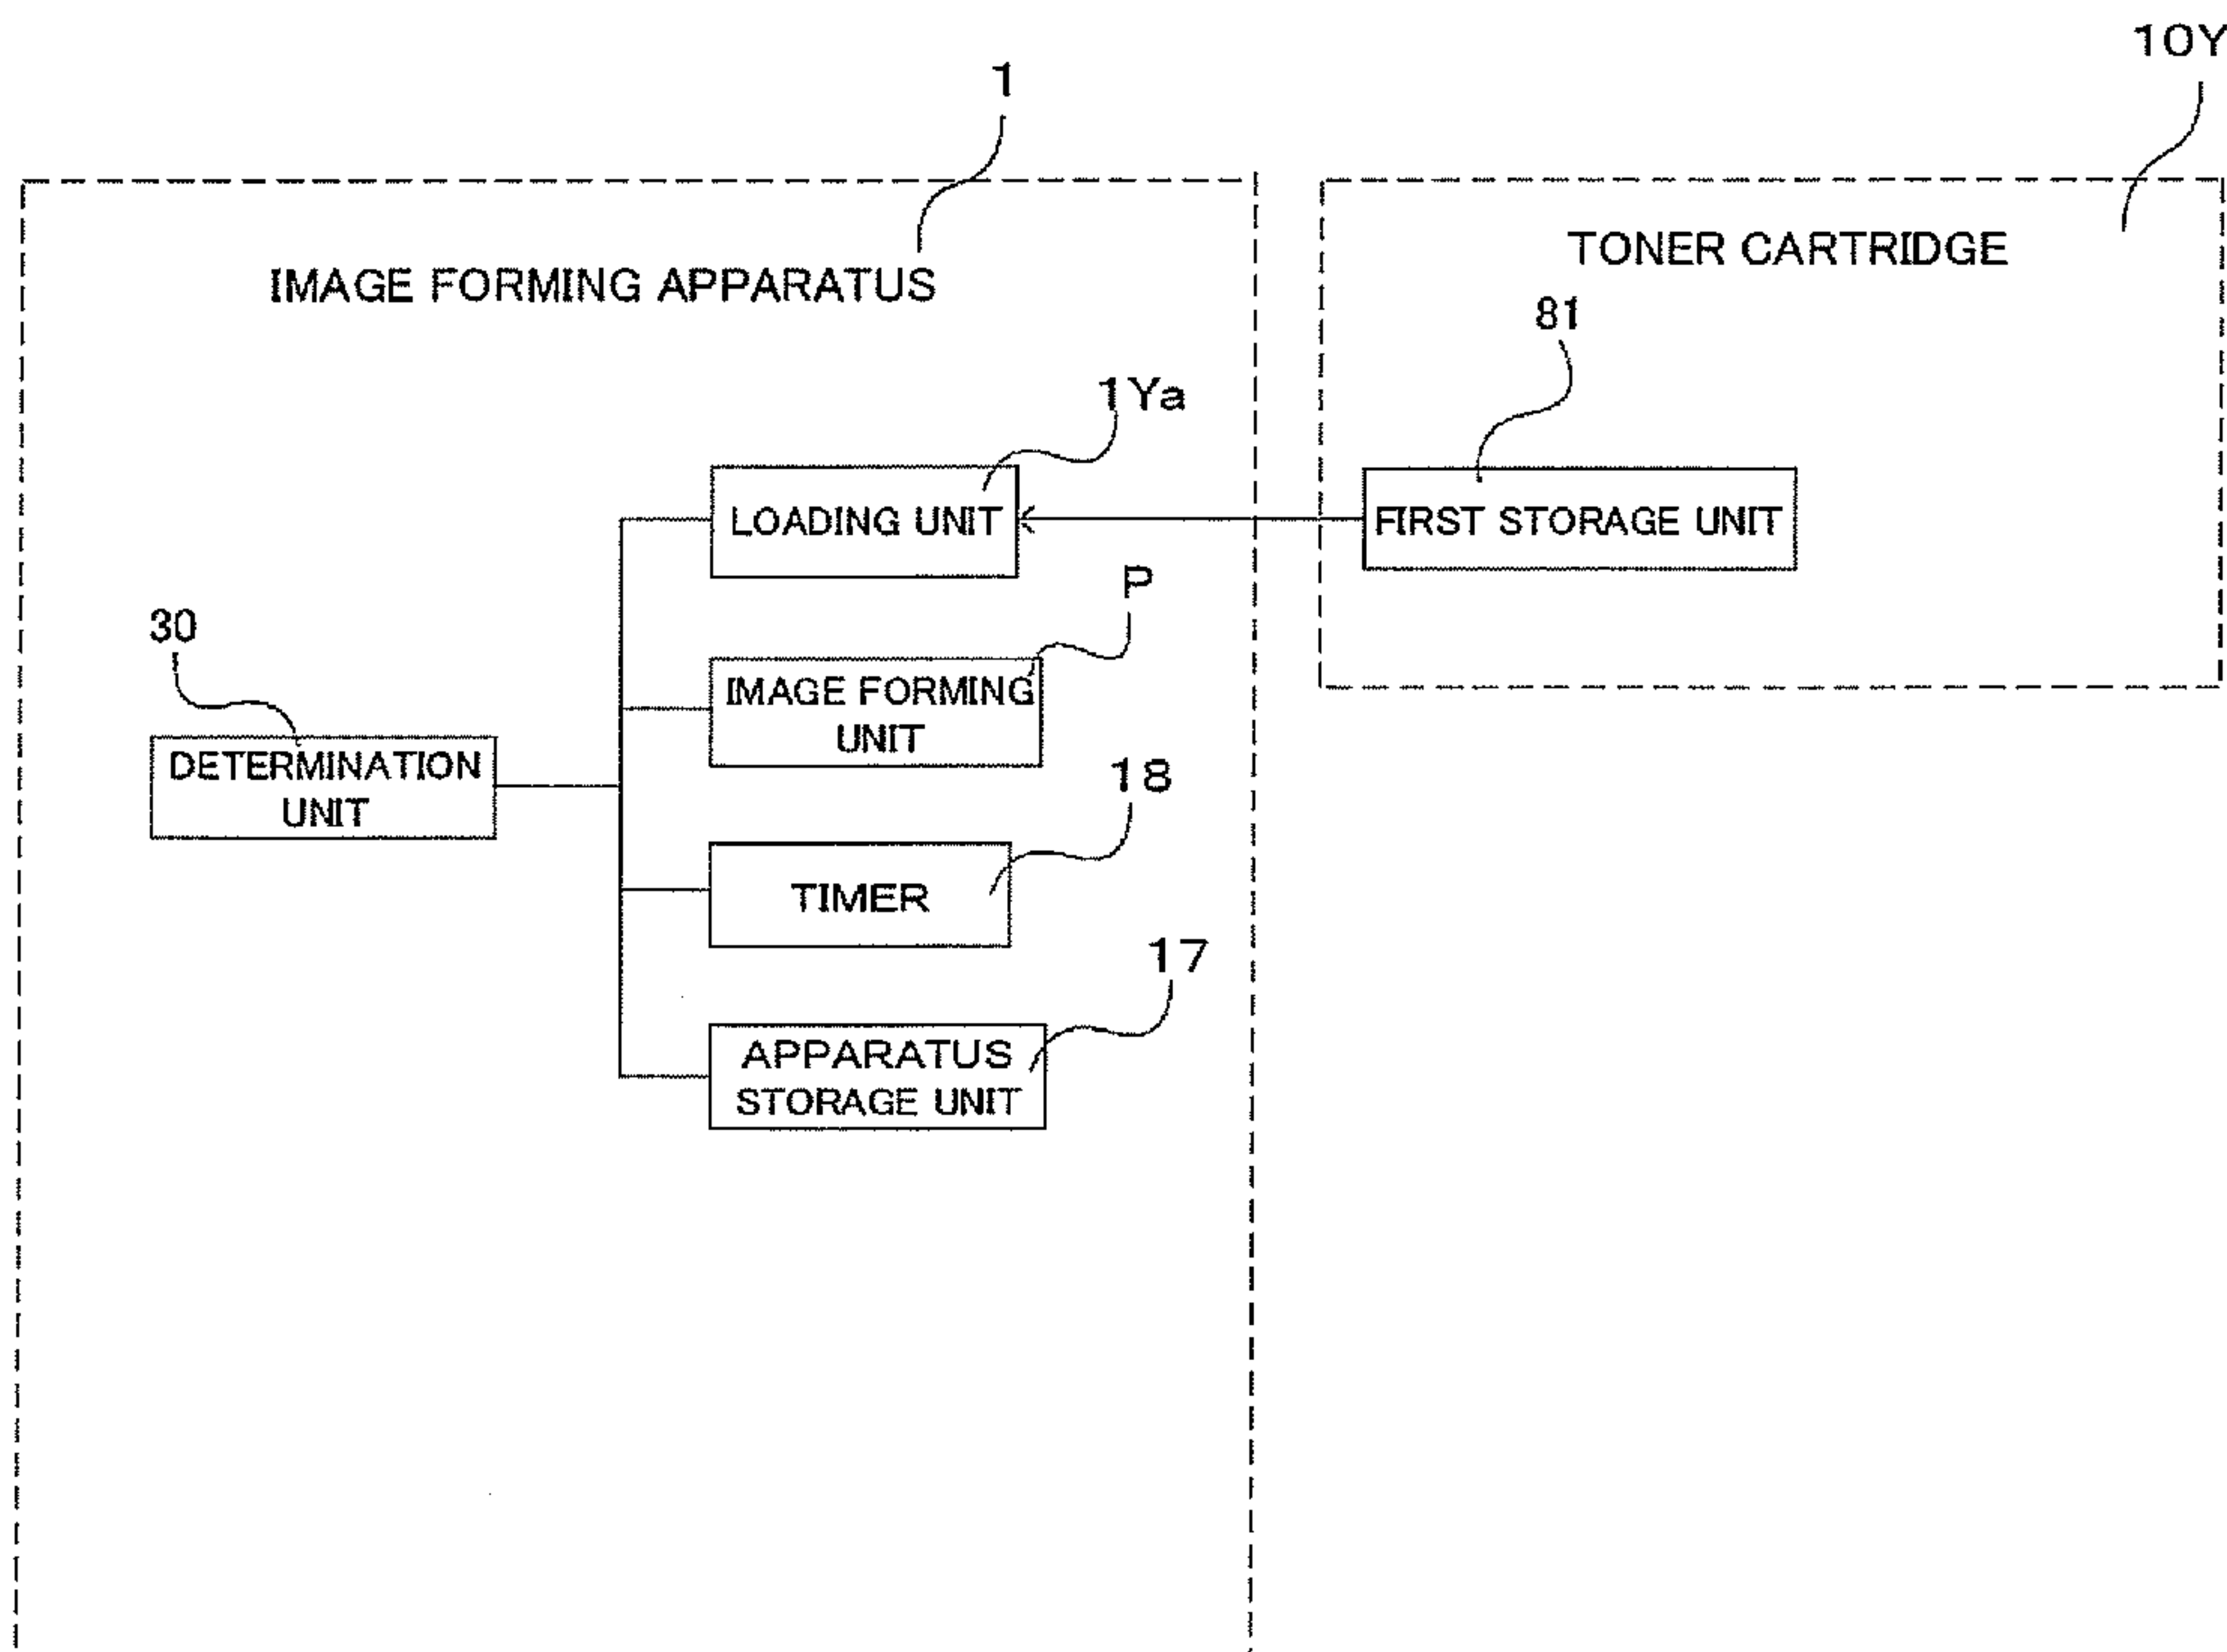 10Y
1
IMAGE FORMING APPARATUS
TONER CARTRIDGE
81
1Ya
LOADING UNIT
FIRST STORAGE UNIT
P
30
IMAGE FORMING
UNIT
DETERMINATION
UNIT
18
TIMER
17
APPARATUS
STORAGE UNIT